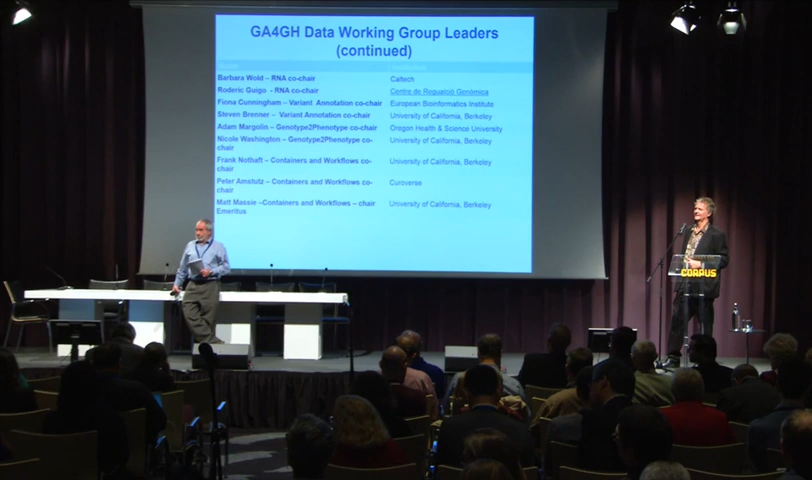 GA4GH Data Working Group Leaders
(continued)
Barbara Wold – RNA co-chair Caltech
Roderic Guigo - RNA co-chair Centre de Regualció Genòmica
Fiona Cunningham – Variant Annotation co-chair European Bioinformatics Institute
Steven Brenner – Variant Annotation co-chair University of California, Berkeley
Adam Margolin – Genotype2Phenotype co-chair Oregon Health & Science University
Nicole Washington – Genotype2Phenotype co- University of California, Berkeley
chair
Frank Nothaft – Containers and Workflows co- University of California, Berkeley
chair
Peter Amstutz – Containers and Workflows co- Curoverse
chair
Matt Massie –Containers and Workflows – chair University of California, Berkeley
Emeritus
CORPUS